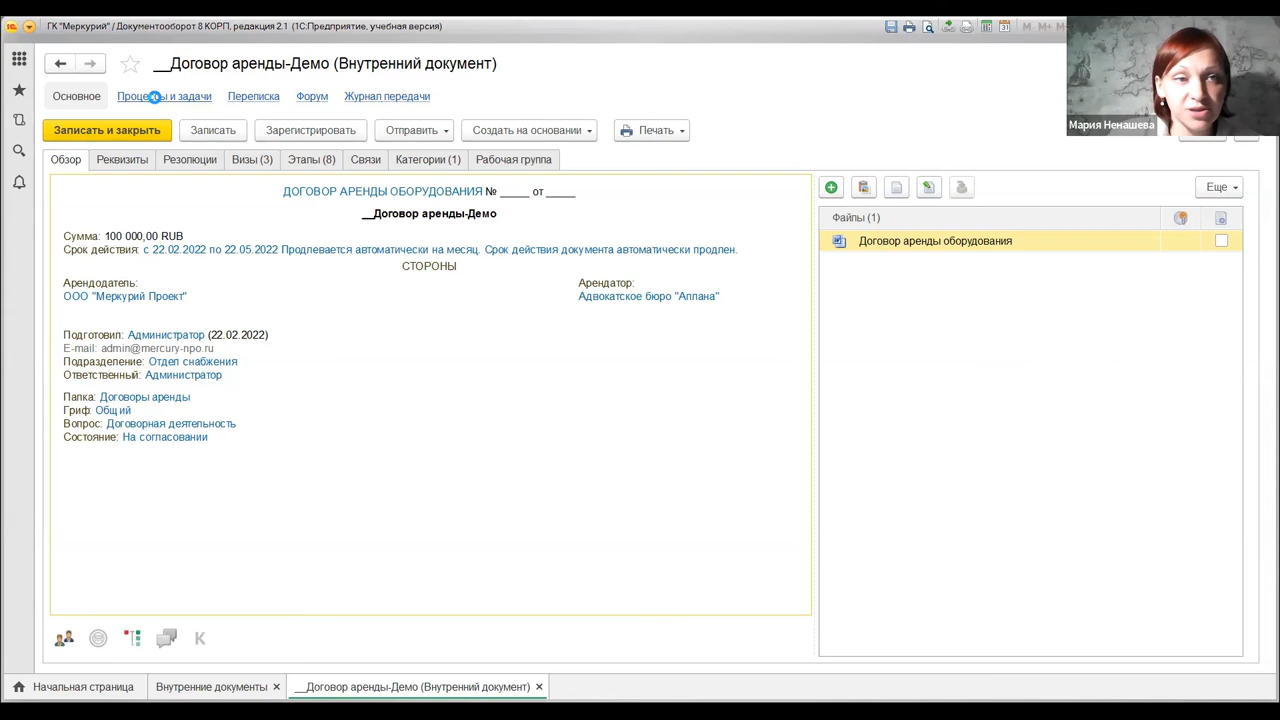 ГК "Меркурий" / Документооборот 8 КОРП, редакция 2.1 (1С:Предприятие, учебная версия)
M M+
__Договор аренды-Демо (Внутренний документ)
Основное Процессы и задачи Переписка Форум Журнал передачи
Мария Ненашева
Записать и закрыть Записать Зарегистрировать Отправить Создать на основании Печать
Обзор Реквизиты Резолюции Визы (3) Этапы (8) Связи Категории (1) Рабочая группа
ДОГОВОР АРЕНДЫ ОБОРУДОВАНИЯ № _____ от _____
Еще
__Договор аренды-Демо
Файлы (1)
Сумма: 100 000,00 RUB
Договор аренды оборудования
Срок действия: с 22.02.2022 по 22.05.2022 Продлевается автоматически на месяц. Срок действия документа автоматически продлен.
СТОРОНЫ
Арендодатель: Арендатор:
ООО "Меркурий Проект" Адвокатское бюро "Аппана"
Подготовил: Администратор (22.02.2022)
E-mail: admin@mercury-npo.ru
Подразделение: Отдел снабжения
Ответственный: Администратор
Папка: Договоры аренды
Гриф: Общий
Вопрос: Договорная деятельность
Состояние: На согласовании
К
Начальная страница Внутренние документы × __Договор аренды-Демо (Внутренний документ) ×